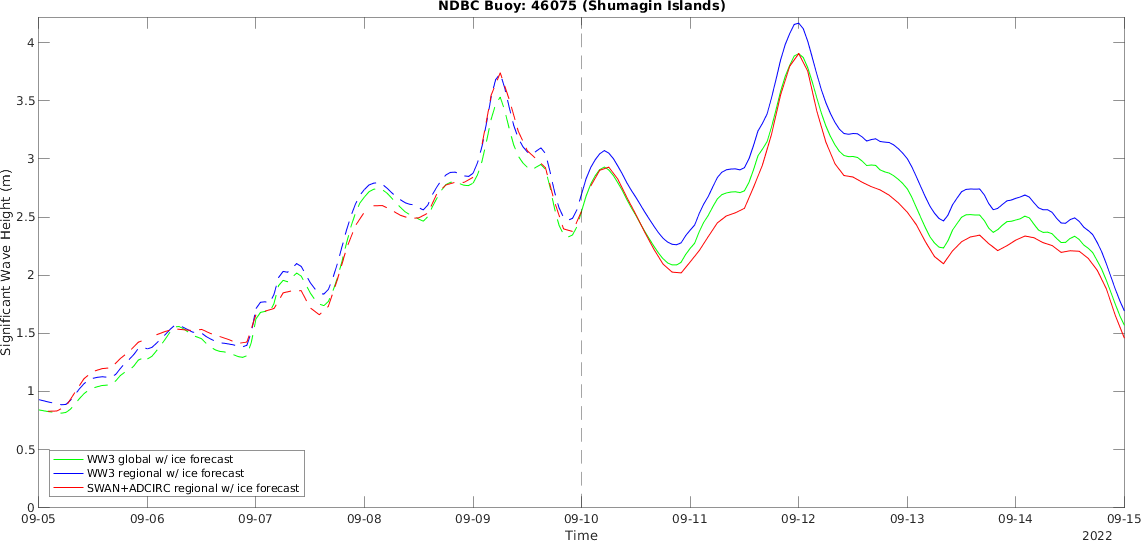 NDBC Buoy: 46075 (Shumagin Islands)
4
3.5
3
2.5
2
1.5
1
0.5
0
Significant Wave Height (m)
WW3 global w/ ice forecast
WW3 regional w/ ice forecast
SWAN+ADCIRC regional w/ ice forecast
09-05 09-06 09-07 09-08 09-09 09-10 09-11 09-12 09-13 09-14 09-15
Time
2022